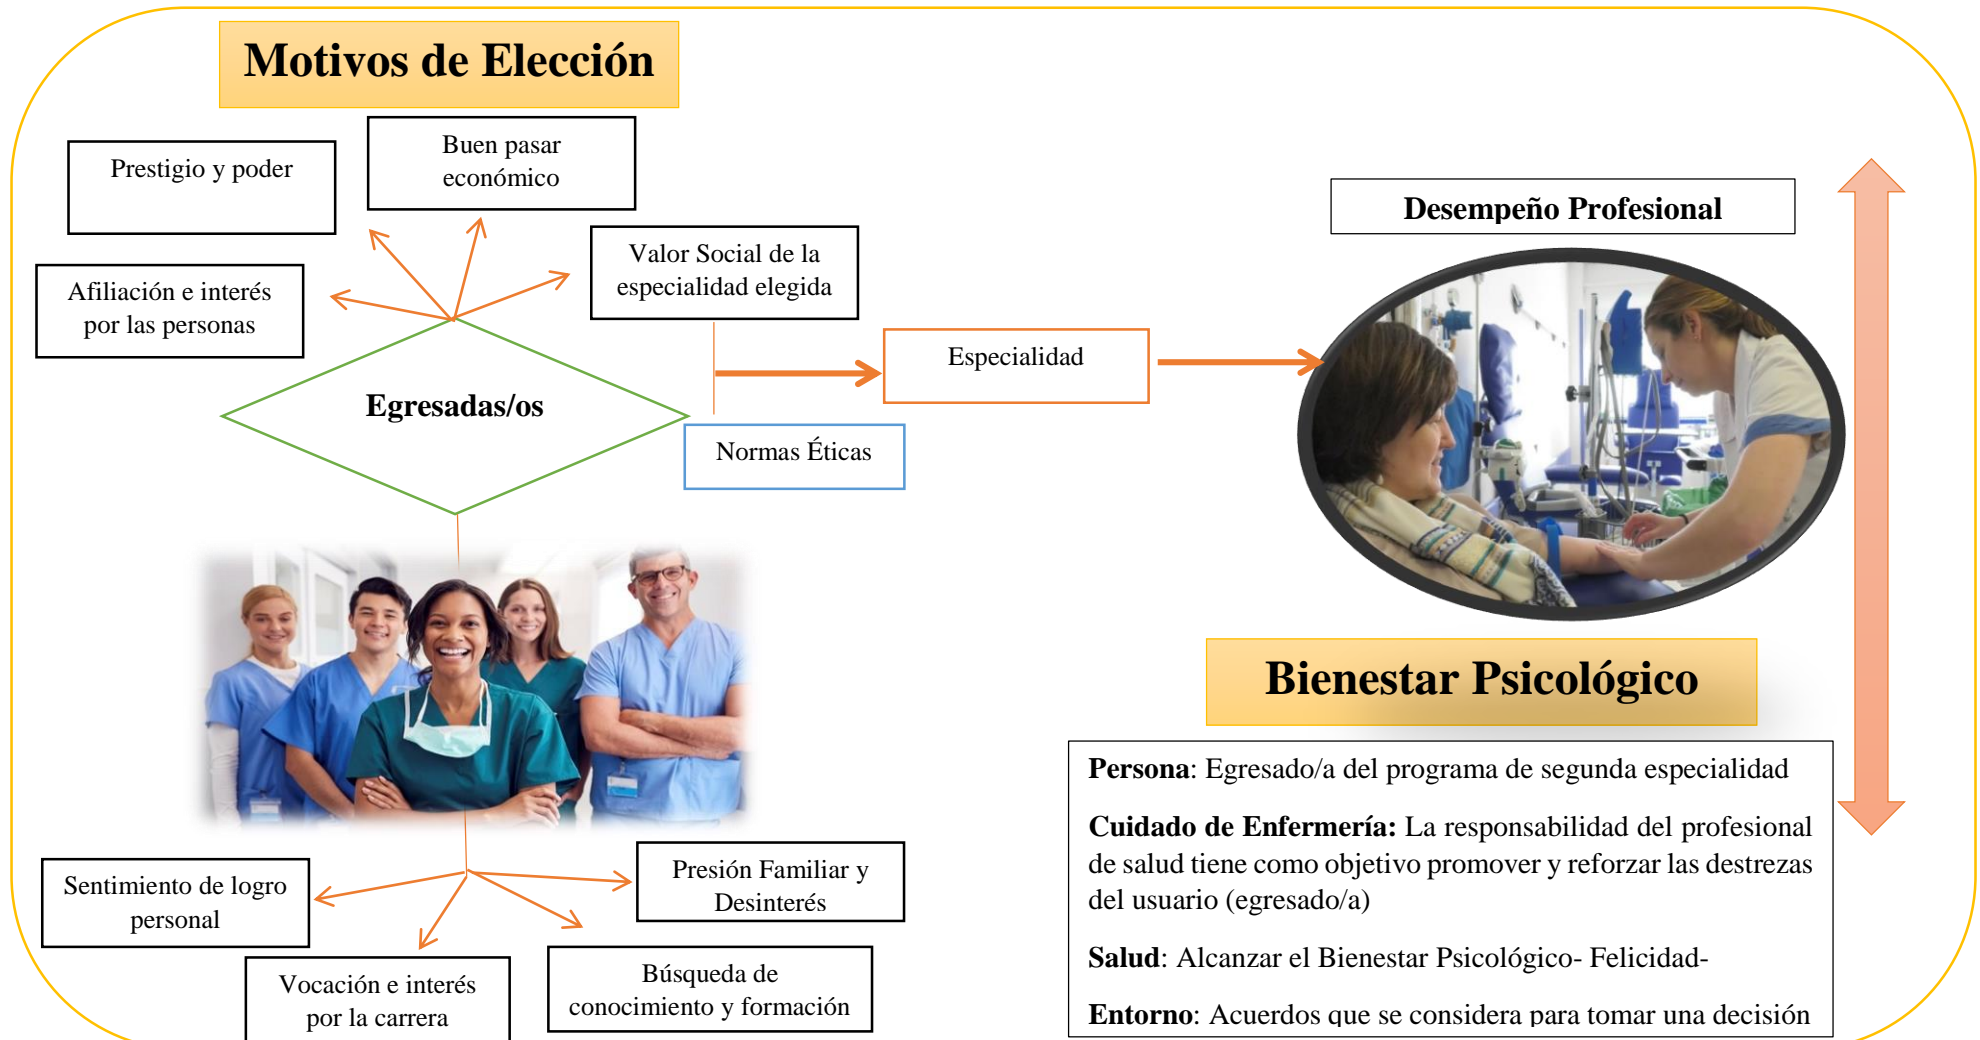 Motivos de Elección
Prestigio y poder
Buen pasar
económico
Afiliación e interés
por las personas
Valor Social de la
especialidad elegida
Egresadas/os
Normas Éticas
Especialidad
Desempeño Profesional
Bienestar Psicológico
Sentimiento de logro
personal
Vocación e interés
por la carrera
Búsqueda de
conocimiento y formación
Presión Familiar y
Desinterés
Persona: Egresado/a del programa de segunda especialidad
Cuidado de Enfermería: La responsabilidad del profesional
de salud tiene como objetivo promover y reforzar las destrezas
del usuario (egresado/a)
Salud: Alcanzar el Bienestar Psicológico- Felicidad-
Entorno: Acuerdos que se considera para tomar una decisión